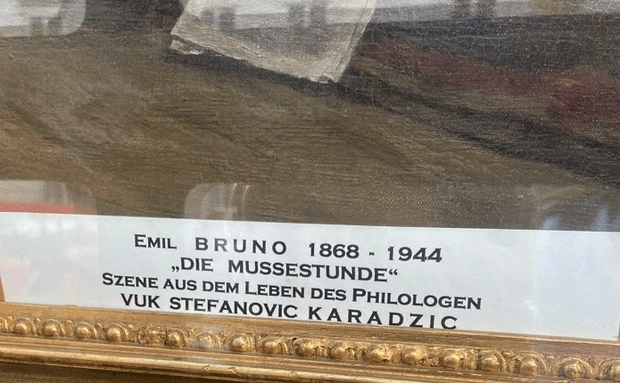 EMIL BRUNO 1868 - 1944
„DIE MUSSESTUNDE“
SZENE AUS DEM LEBEN DES PHILOLOGEN
VUK STEFANOVIC KARADZIC